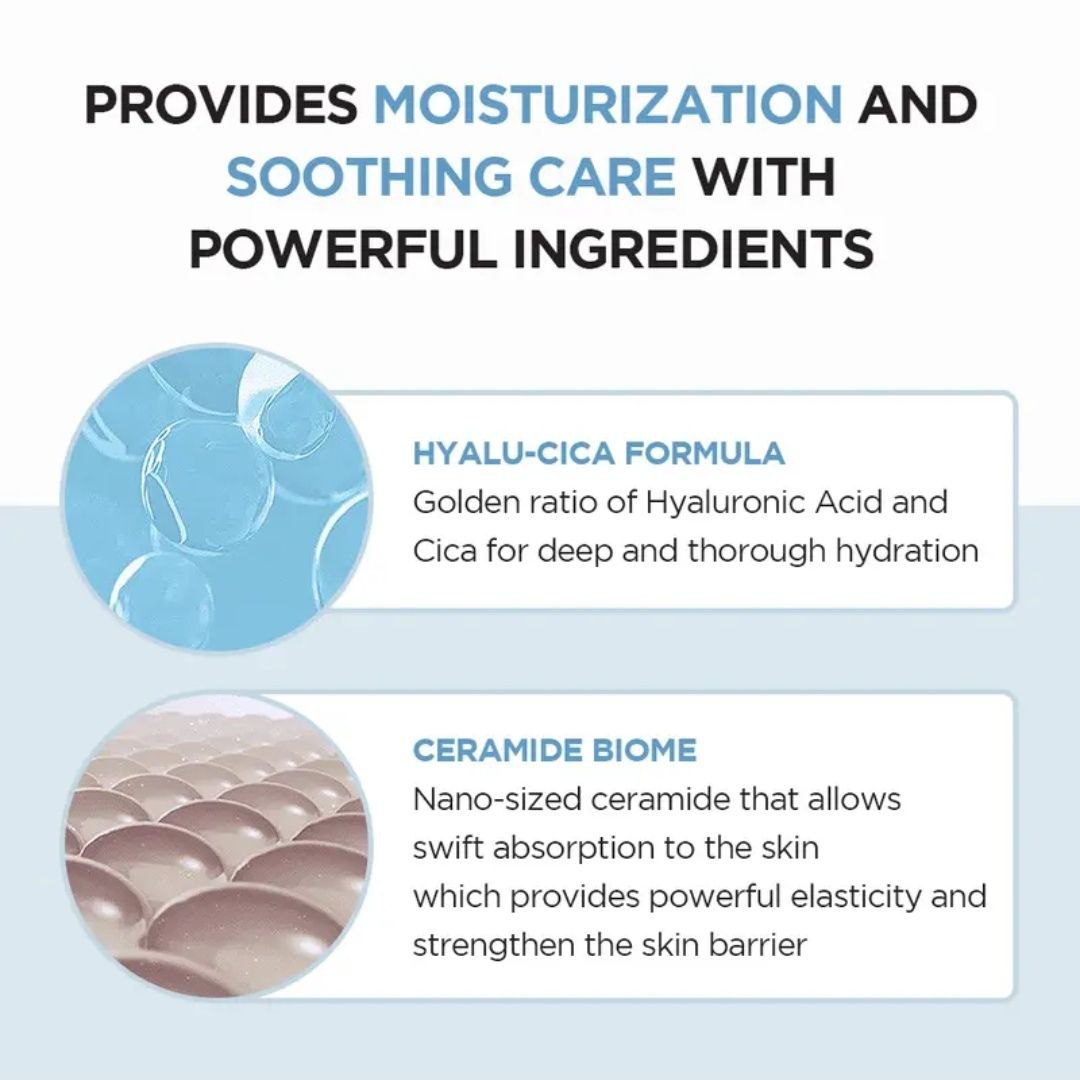 PROVIDES MOISTURIZATION AND
SOOTHING CARE WITH
POWERFUL INGREDIENTS
HYALU-CICA FORMULA
Golden ratio of Hyaluronic Acid and
Cica for deep and thorough hydration
CERAMIDE BIOME
Nano-sized ceramide that allows
swift absorption to the skin
which provides powerful elasticity and
strengthen the skin barrier